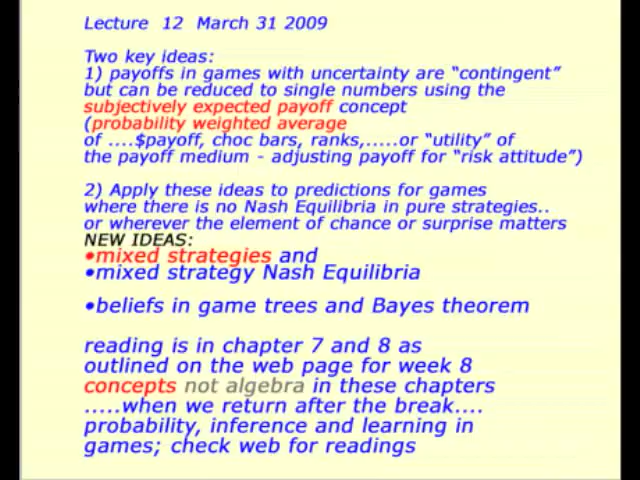 Lecture 12 March 31 2009
Two key ideas:
1) payoffs in games with uncertainty are “contingent”
but can be reduced to single numbers using the
subjectively expected payoff concept
(probability weighted average
of ....$payoff, choc bars, ranks,.....or “utility” of
the payoff medium - adjusting payoff for “risk attitude”)
2) Apply these ideas to predictions for games
where there is no Nash Equilibria in pure strategies..
or wherever the element of chance or surprise matters
NEW IDEAS:
•mixed strategies and
•mixed strategy Nash Equilibria
•beliefs in game trees and Bayes theorem
reading is in chapter 7 and 8 as
outlined on the web page for week 8
concepts not algebra in these chapters
.....when we return after the break....
probability, inference and learning in
games; check web for readings